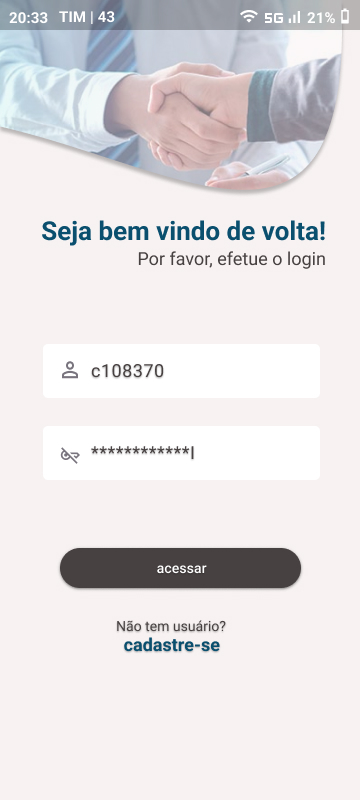 20:33 TIM | 43 5G 21%
Seja bem vindo de volta!
Por favor, efetue o login
c108370
************|
acessar
Não tem usuário?
cadastre-se